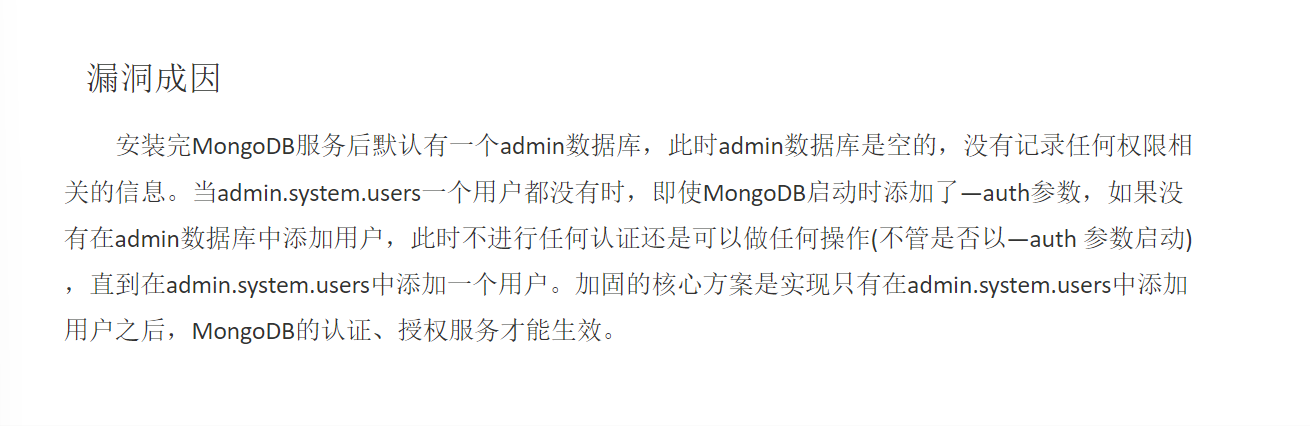 漏洞成因
安装完MongoDB服务后默认有一个admin数据库，此时admin数据库是空的，没有记录任何权限相
关的信息。当admin.system.users一个用户都没有时，即使MongoDB启动时添加了—auth参数，如果没
有在admin数据库中添加用户，此时不进行任何认证还是可以做任何操作(不管是否以—auth 参数启动)
，直到在admin.system.users中添加一个用户。加固的核心方案是实现只有在admin.system.users中添加
用户之后，MongoDB的认证、授权服务才能生效。